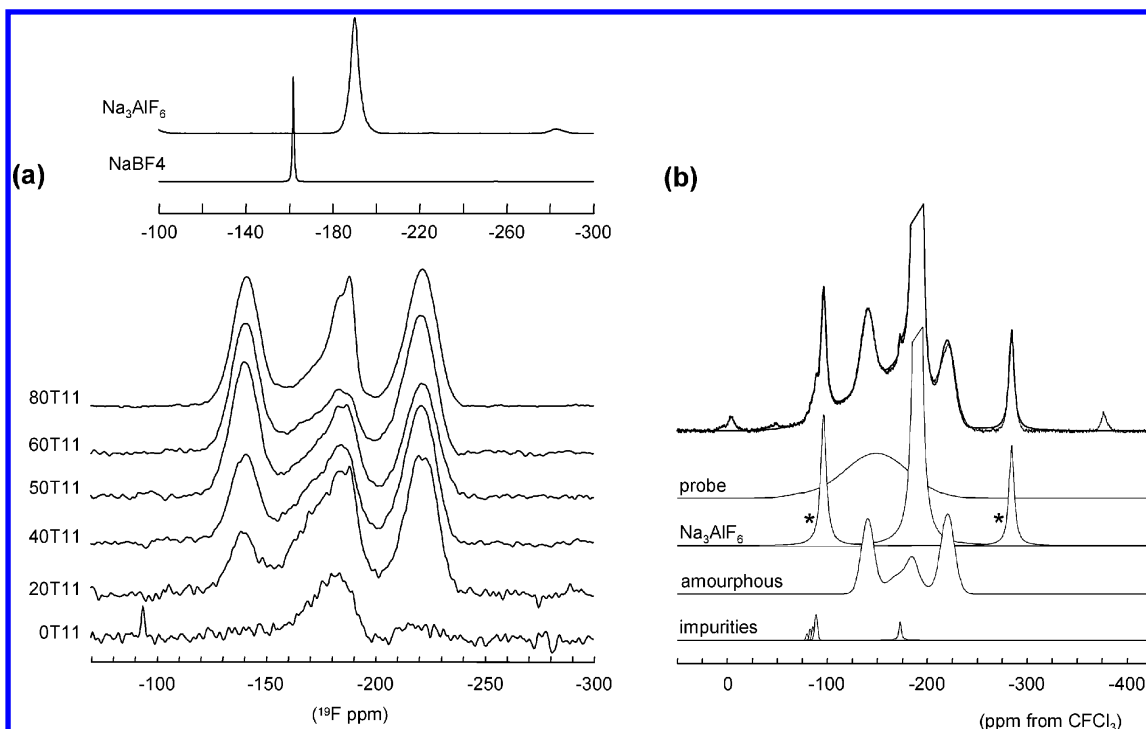 Na₃AlF₆
NaBF4
(a)
-100 -140 -180 -220 -260 -300
80T11
60T11
50T11
40T11
20T11
0T11
-100 -150 -200 -250 -300
(¹⁹F ppm)
(b)
probe
* *
Na₃AlF₆
amourphous
impurities
0 -100 -200 -300 -400
(ppm from CFCl₃)